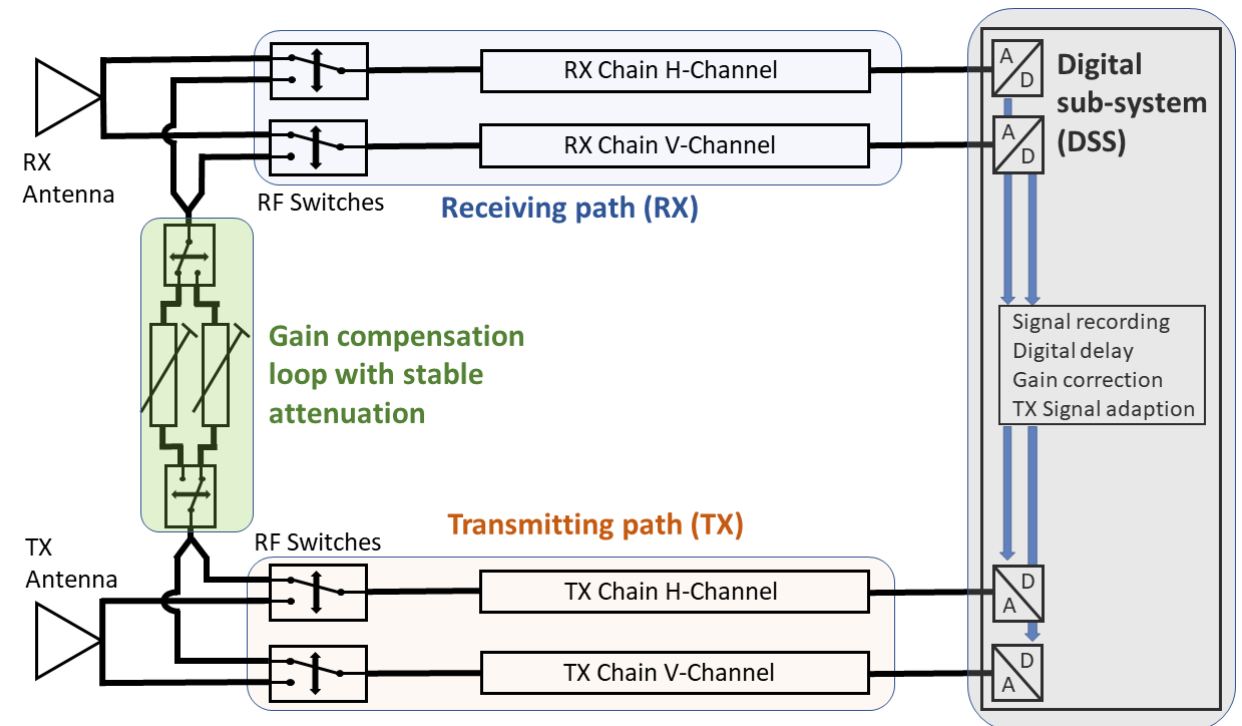 A
D
RX Chain H-Channel
Digital
sub-system
(DSS)
A
D
RX Chain V-Channel
RX
Antenna
RF Switches
Receiving path (RX)
Gain compensation
loop with stable
attenuation
Signal recording
Digital delay
Gain correction
TX Signal adaption
Transmitting path (TX)
RF Switches
TX
Antenna
TX Chain H-Channel
D
A
TX Chain V-Channel
D
A